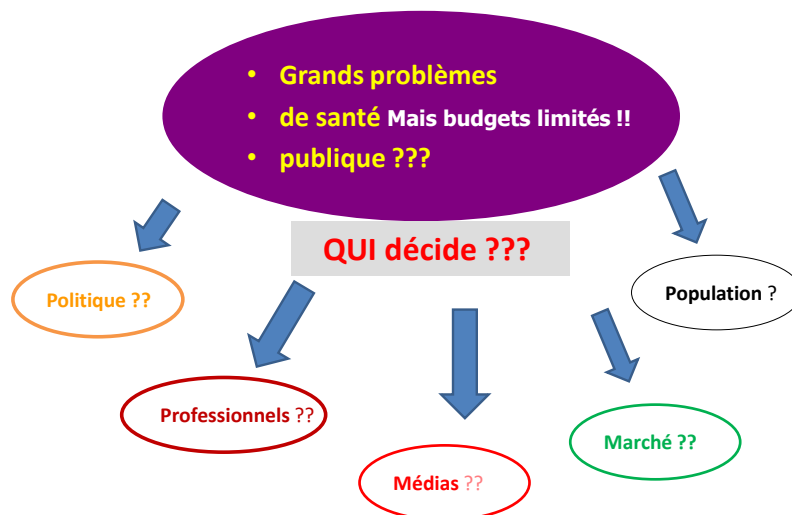 • Grands problèmes
• de santé Mais budgets limités !!
• publique ???
QUI décide ???
Politique ??
Population ?
Professionnels ??
Marché ??
Médias ??